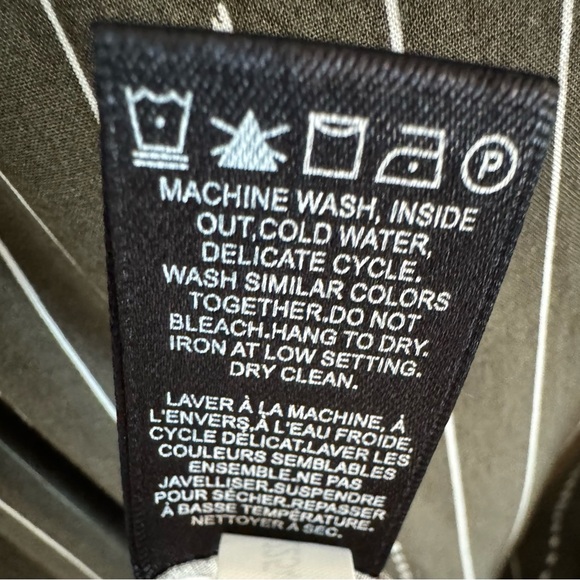 P
MACHINE WASH, INSIDE
OUT,COLD WATER,
DELICATE CYCLE,
WASH SIMILAR COLORS
TOGETHER.DO NOT
BLEACH.HANG TO DRY.
IRON AT LOW SETTING.
DRY CLEAN.
LAVER À LA MACHINE, À
L'ENVERS,À L'EAU FROIDE,
CYCLE DÉLICAT.LAVER LES
COULEURS SEMBLABLES
ENSEMBLE.NE PAS
JAVELLISER.SUSPENDRE
POUR SÉCHER.REPASSER
À BASSE TEMPÉRATURE.
NETTOYER À SEC.